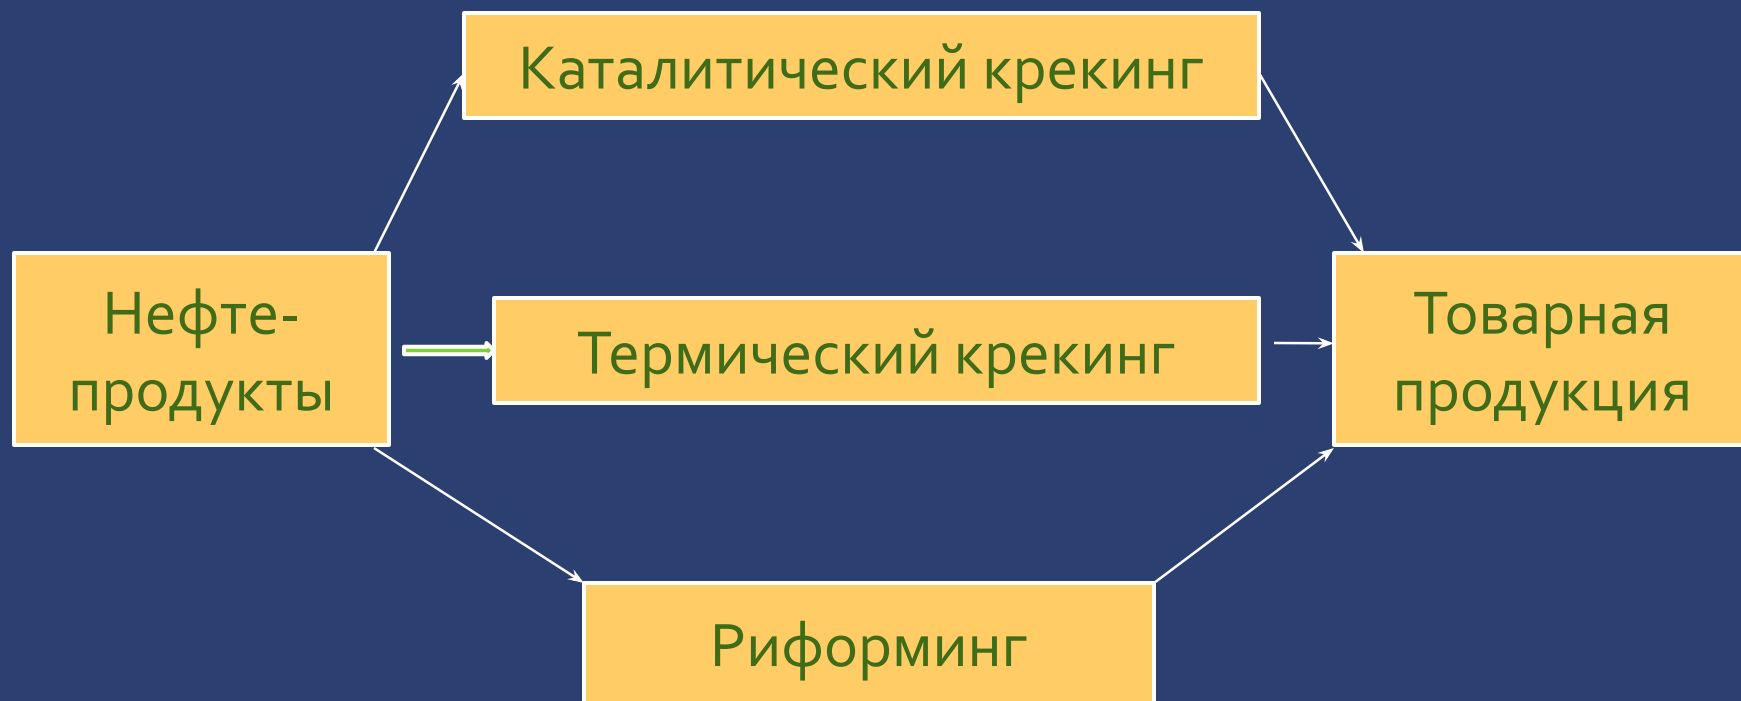 Каталитический крекинг
Нефте-
продукты
Термический крекинг
Товарная
продукция
Риформинг